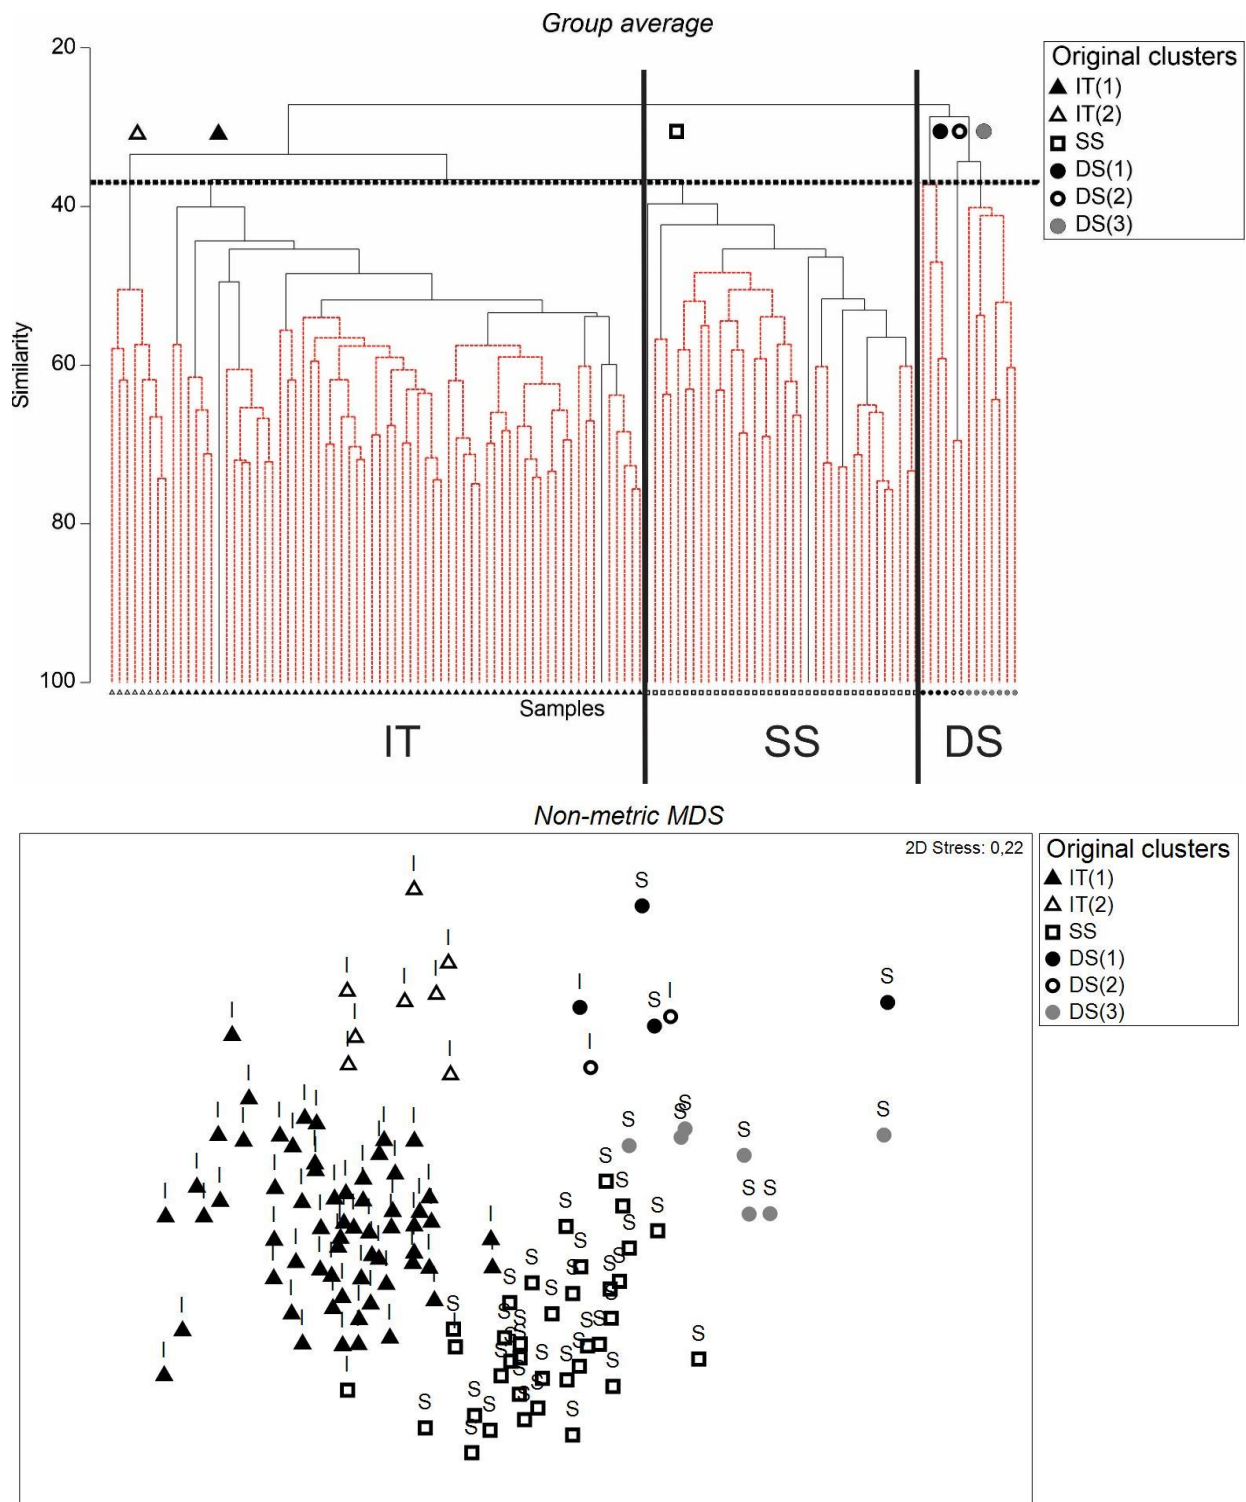 Group average
20
40
60
80
100
Similarity
Original clusters
IT(1)
IT(2)
SS
DS(1)
DS(2)
DS(3)
Samples
IT
SS
DS
Non-metric MDS
2D Stress: 0,22
Original clusters
IT(1)
IT(2)
SS
DS(1)
DS(2)
DS(3)